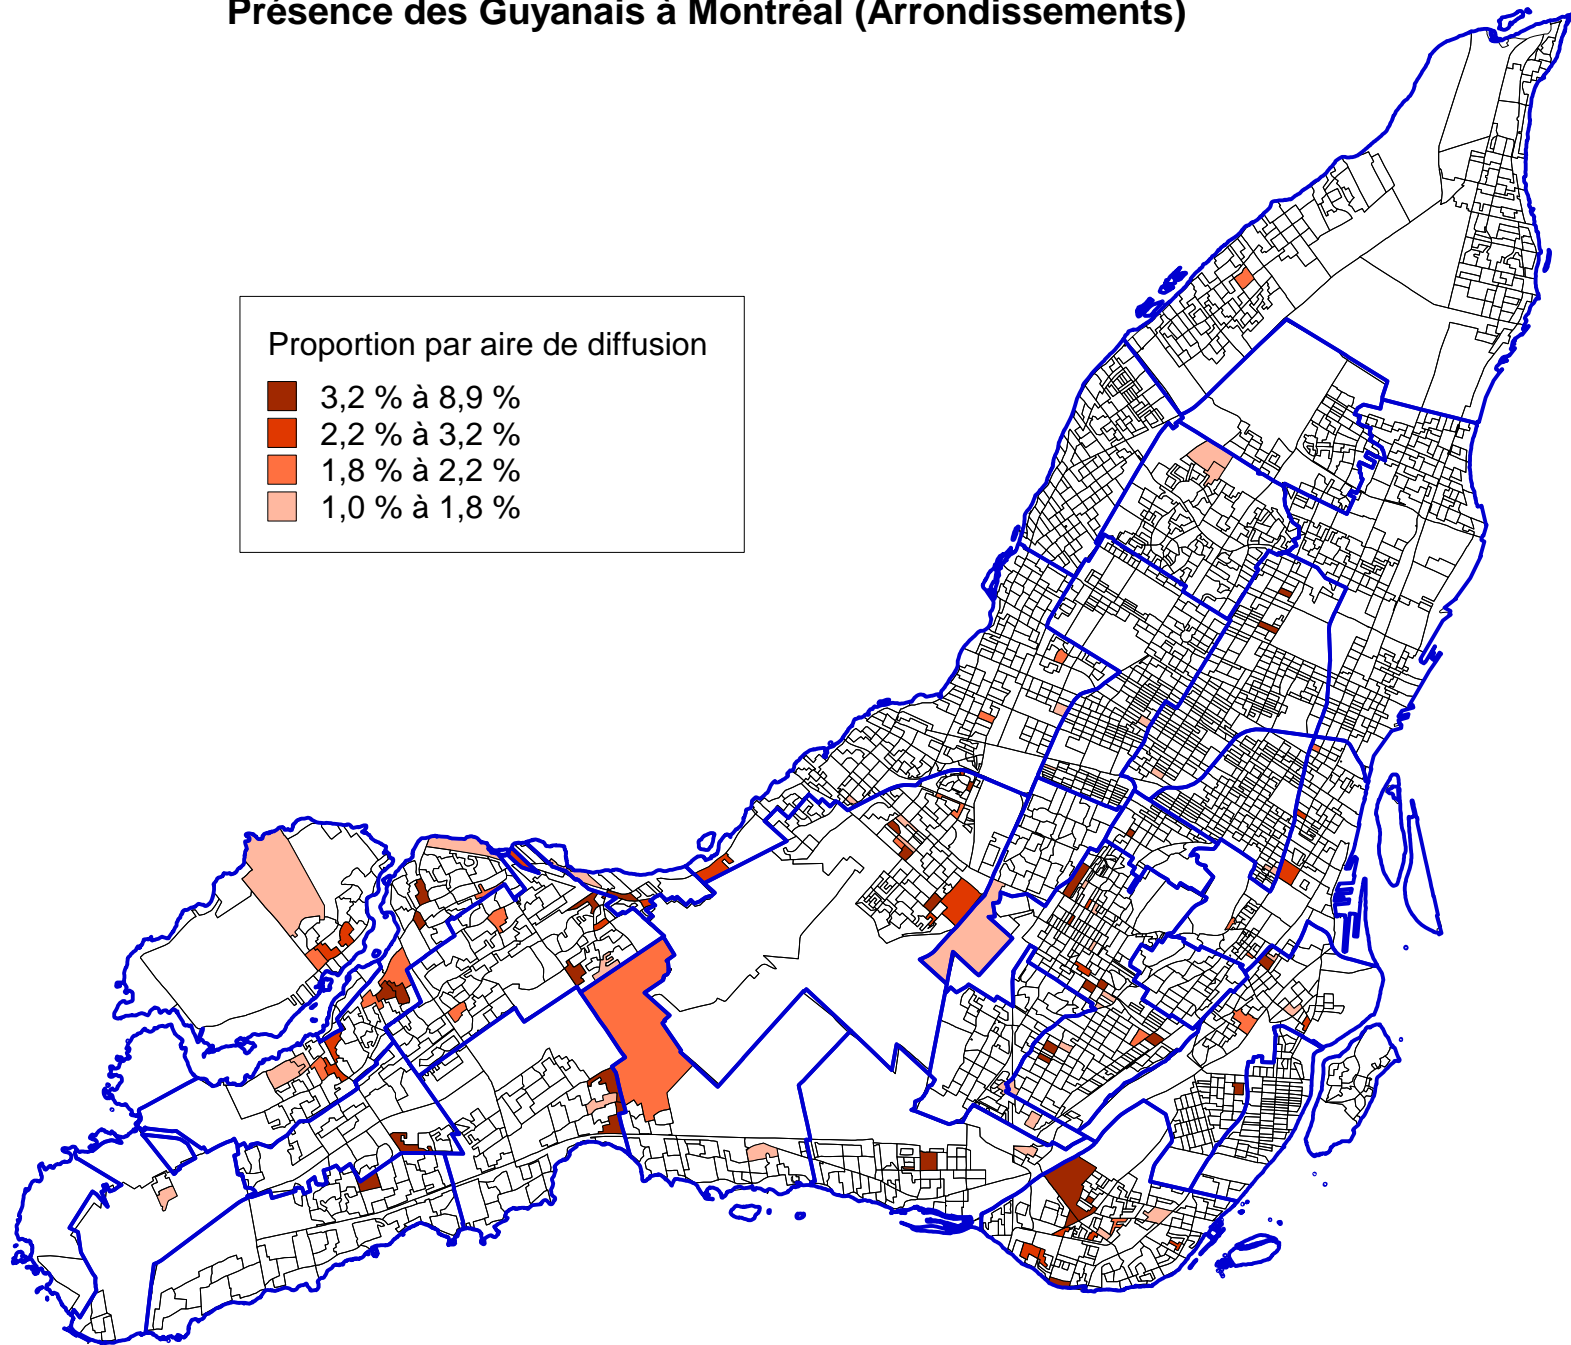 Présence des Guyanais à Montréal (Arrondissements)
Proportion par aire de diffusion
3,2 % à 8,9 %
2,2 % à 3,2 %
1,8 % à 2,2 %
1,0 % à 1,8 %